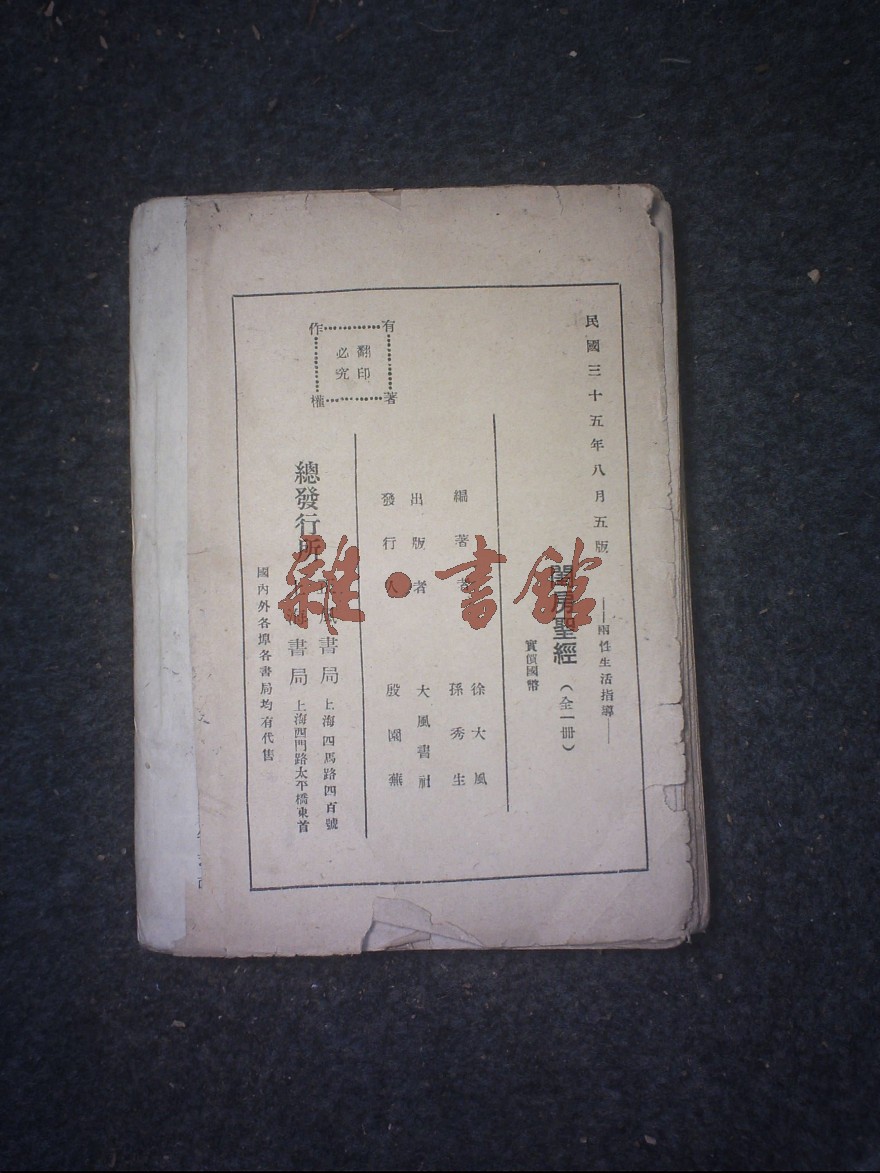 民國三十五年八月五版
——兩性生活指導——
閨房聖經（全一冊）
實價國幣
編著者 徐大風
孫秀生
出版者 大風書社
發行人 殷園蕪
有著作權
翻印必究
總發行所
書局 上海四馬路四百號
上海書局 上海西門路太平橋東首
國內外各埠各書局均有代售
雜·書館